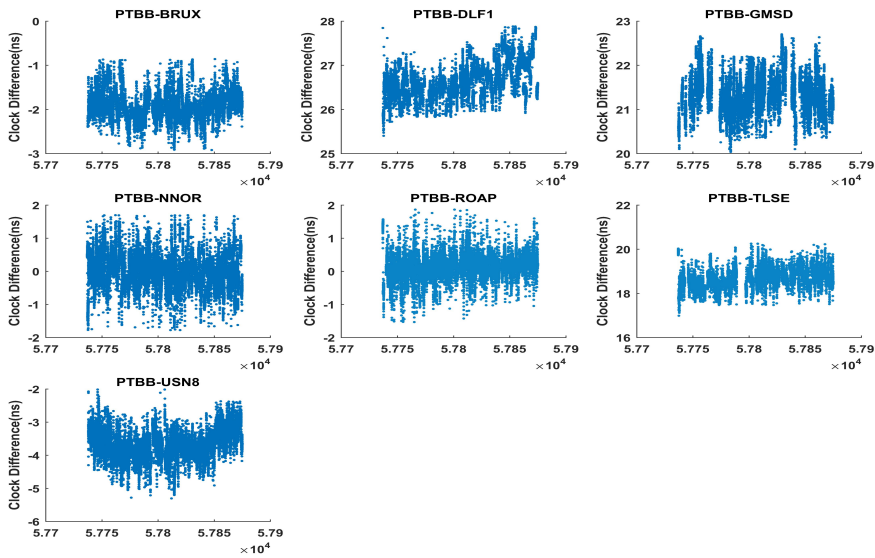 PTBB-BRUX
Clock Difference(ns)
0
-1
-2
-3
5.77 5.775 5.78 5.785 5.79
×10⁴
PTBB-DLF1
Clock Difference(ns)
28
27
26
25
5.77 5.775 5.78 5.785 5.79
×10⁴
PTBB-GMSD
Clock Difference(ns)
23
22
21
20
5.77 5.775 5.78 5.785 5.79
×10⁴
PTBB-NNOR
Clock Difference(ns)
2
1
0
-1
-2
5.77 5.775 5.78 5.785 5.79
×10⁴
PTBB-ROAP
Clock Difference(ns)
2
1
0
-1
-2
5.77 5.775 5.78 5.785 5.79
×10⁴
PTBB-TLSE
Clock Difference(ns)
22
20
18
16
5.77 5.775 5.78 5.785 5.79
×10⁴
PTBB-USN8
Clock Difference(ns)
-2
-3
-4
-5
-6
5.77 5.775 5.78 5.785 5.79
×10⁴